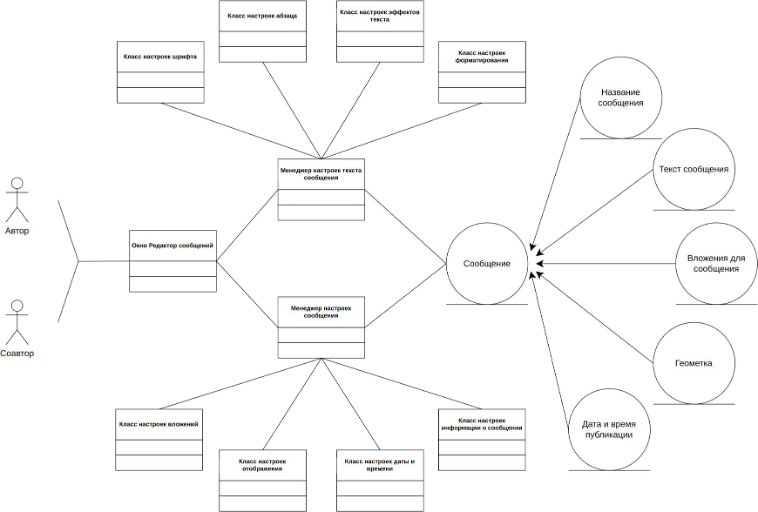 Класс настроек абзаца
Класс настроек эффектов
текста
Класс настроек шрифта
Класс настроек
форматирования
Название
сообщения
Менеджер настроек текста
сообщения
Текст сообщения
Автор
Окно Редактор сообщений
Сообщение
Вложения для
сообщения
Менеджер настроек
сообщения
Соавтор
Геометка
Класс настроек вложений
Класс настроек
информации о сообщении
Дата и время
публикации
Класс настроек
отображения
Класс настроек даты и
времени